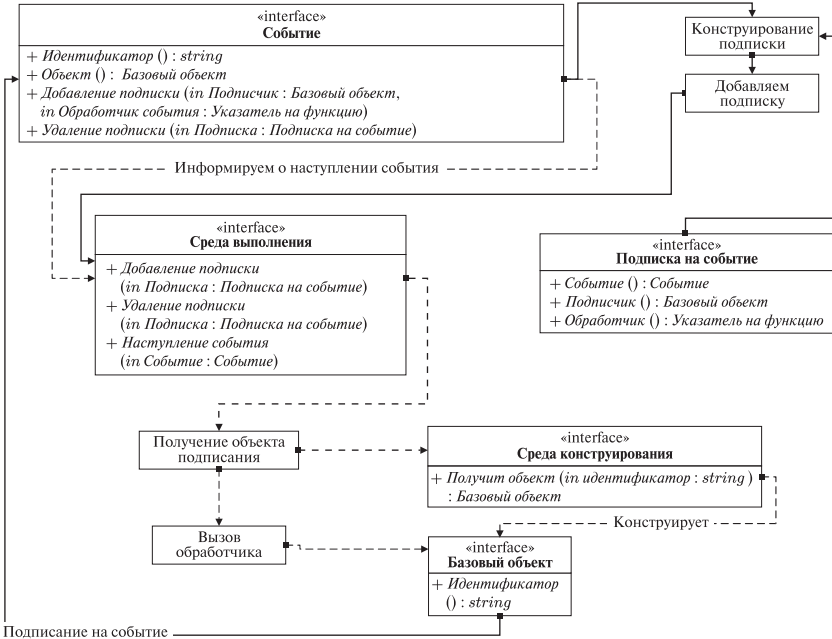 «interface»
Событие
+ Идентификатор () : string
+ Объект () : Базовый объект
+ Добавление подписки (in Подписчик : Базовый объект,
in Обработчик события : Указатель на функцию)
+ Удаление подписки (in Подписка : Подписка на событие)
Конструирование
подписки
Добавляем
подписку
Информируем о наступлении события
«interface»
Среда выполнения
+ Добавление подписки
(in Подписка : Подписка на событие)
+ Удаление подписки
(in Подписка : Подписка на событие)
+ Наступление события
(in Событие : Событие)
«interface»
Подписка на событие
+ Событие () : Событие
+ Подписчик () : Базовый объект
+ Обработчик () : Указатель на функцию
Получение объекта
подписания
«interface»
Среда конструирования
+ Получит объект (in идентификатор : string )
: Базовый объект
Конструирует
Вызов
обработчика
«interface»
Базовый объект
+ Идентификатор
() : string
Подписание на событие